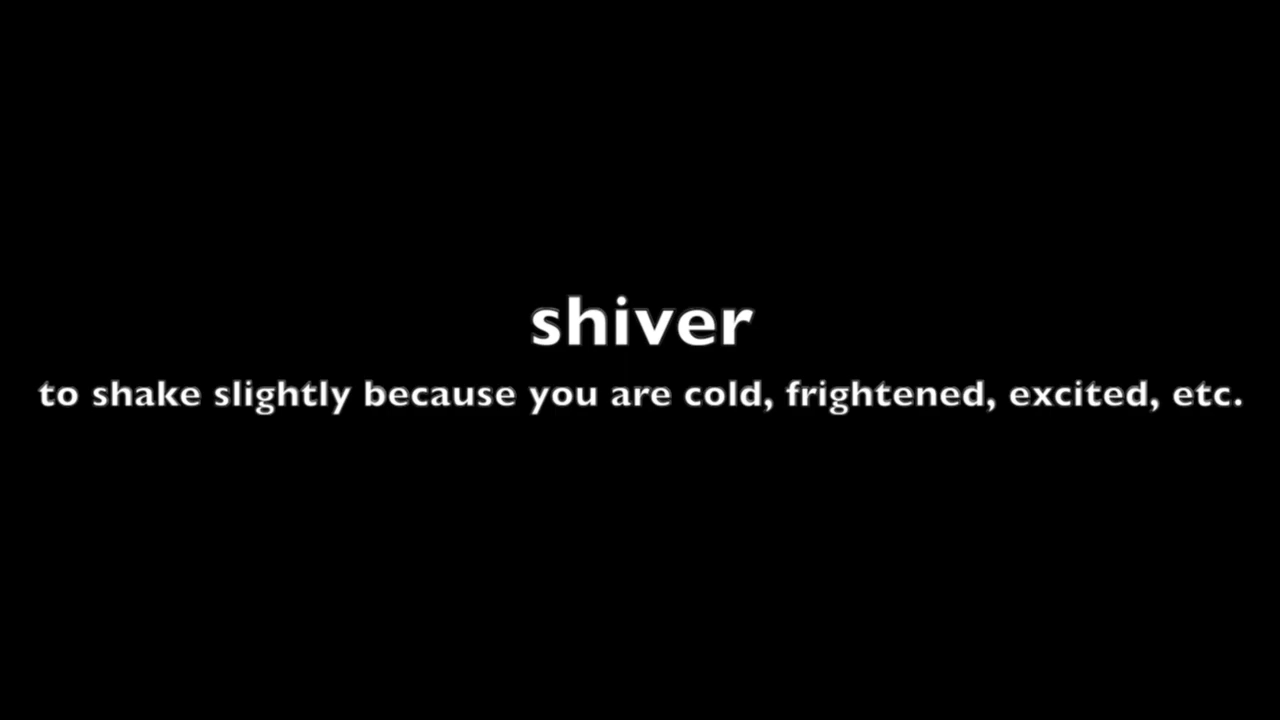 shiver
to shake slightly because you are cold, frightened, excited, etc.